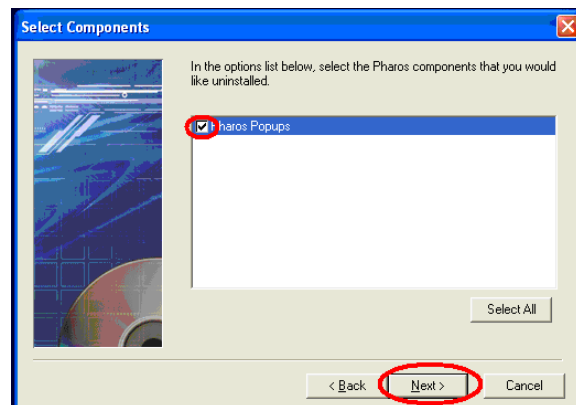 Select Components
In the options list below, select the Pharos components that you would
like uninstalled.
Pharos Popups
Select All
< Back
Next >
Cancel